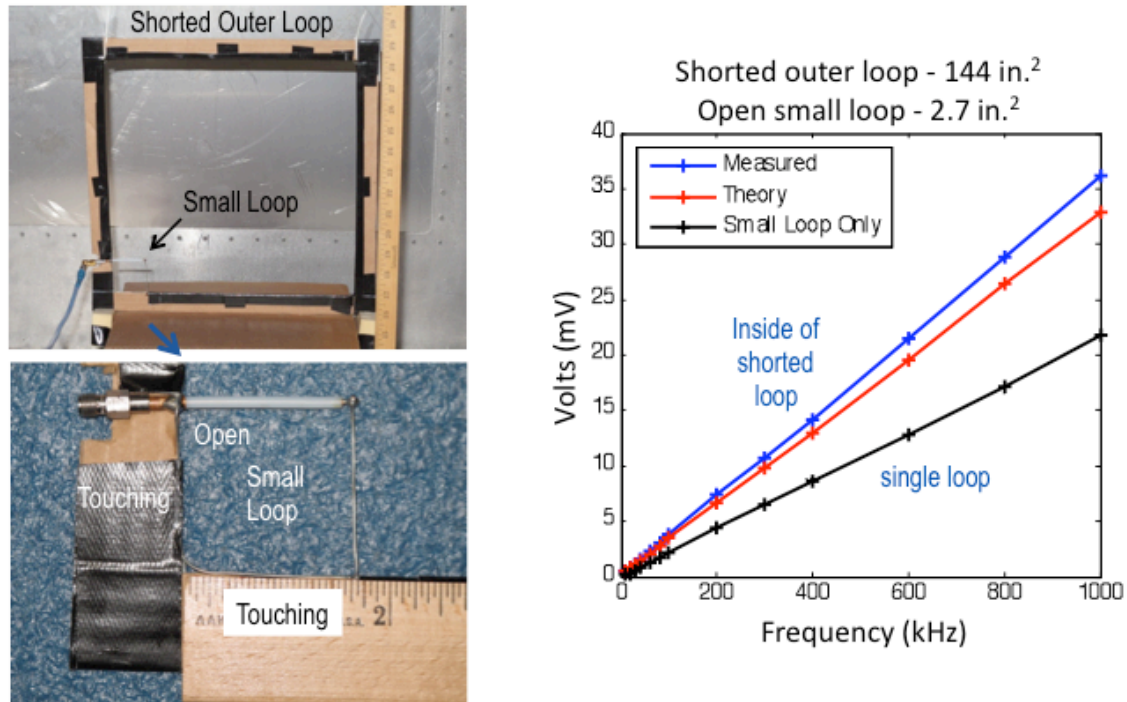 Shorted Outer Loop
Small Loop
Open
Small
Loop
Touching
Touching
2
Shorted outer loop - 144 in.²
Open small loop - 2.7 in.²
40
35
30
25
20
15
10
5
0
Measured
Theory
Small Loop Only
Inside of
shorted
loop
single loop
Volts (mV)
0
200
400
600
800
1000
Frequency (kHz)